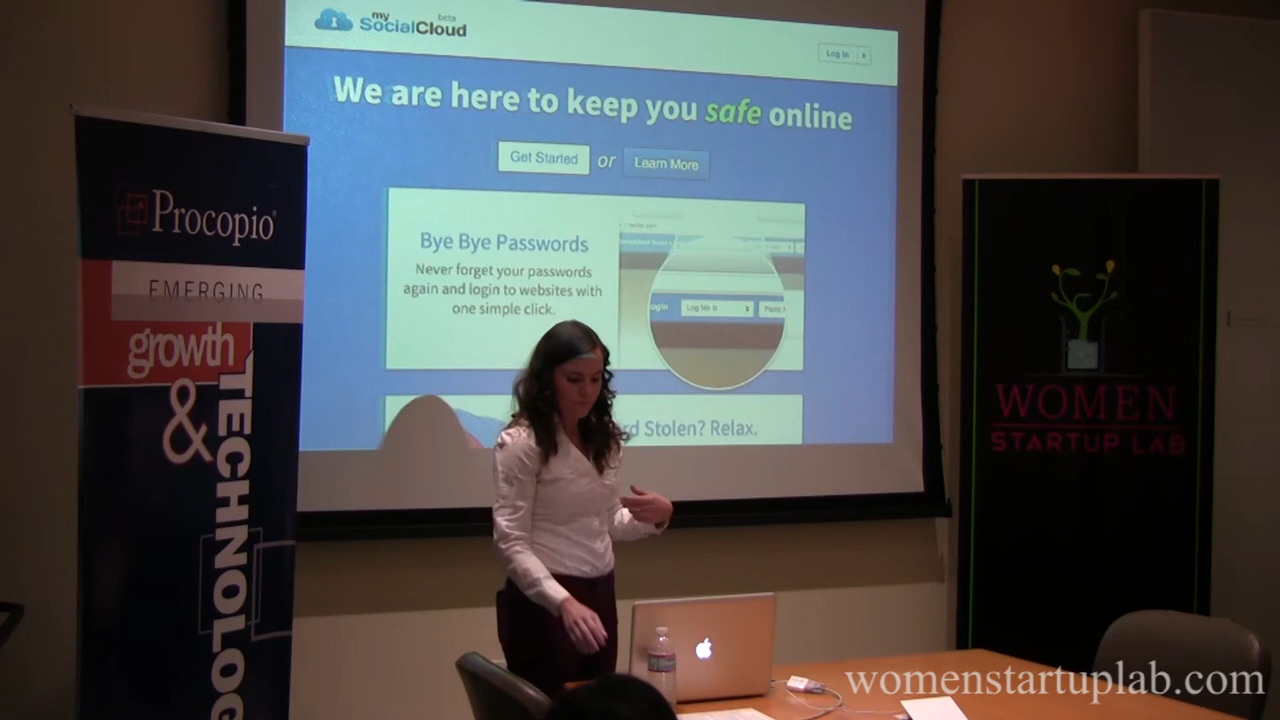 my
beta
SocialCloud
Log In
We are here to keep you safe online
Get Started or Learn More
Bye Bye Passwords
Never forget your passwords
again and login to websites with
one simple click.
Log Me In
Stolen? Relax.
Procopio
EMERGING
growth
&
TECHNOLOG
WOMEN
STARTUP LAB
womenstartuplab.com